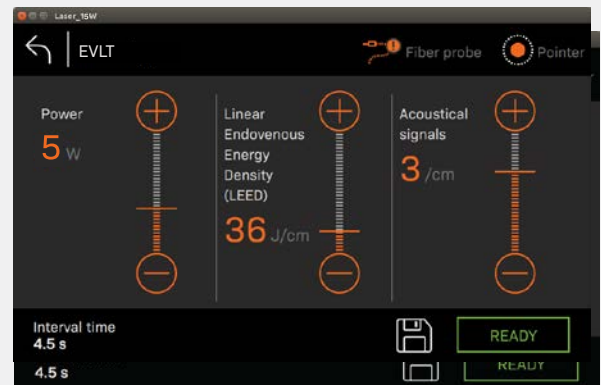 Laser_15W
EVLT
Fiber probe
Pointer
Power
5 W
Linear
Endovenous
Energy
Density
(LEED)
36 J/cm
Acoustical
signals
3 /cm
Interval time
4.5 s
READY
4.5 s
READY